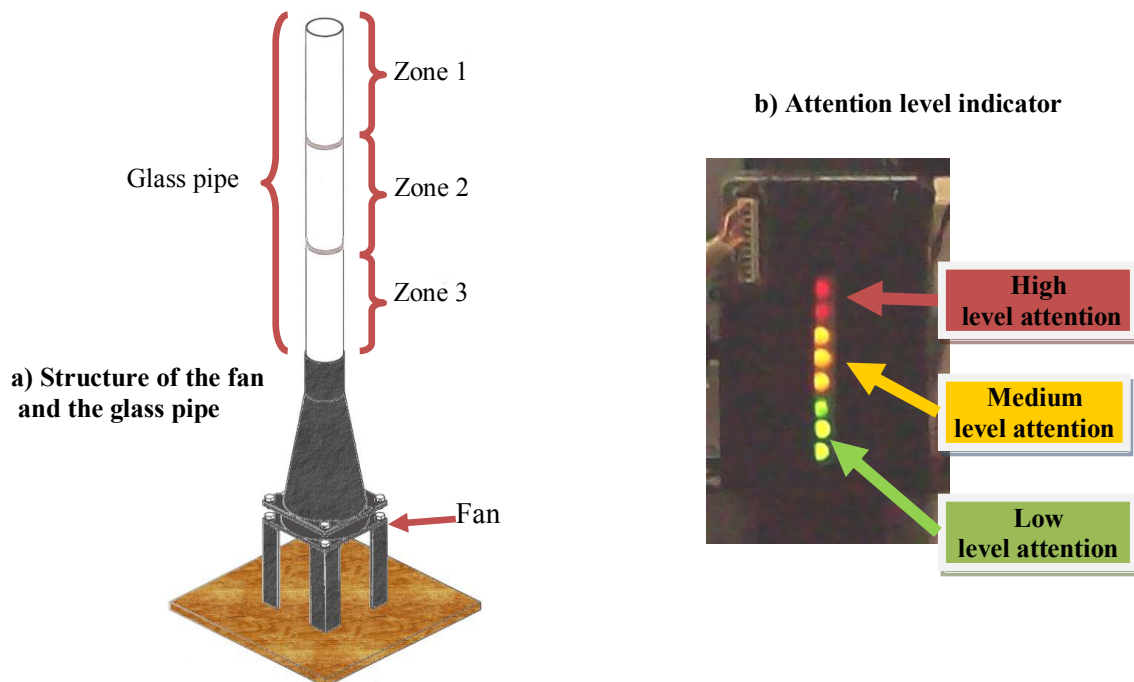 Zone 1
Glass pipe
Zone 2
Zone 3
a) Structure of the fan
and the glass pipe
Fan
b) Attention level indicator
High
level attention
Medium
level attention
Low
level attention